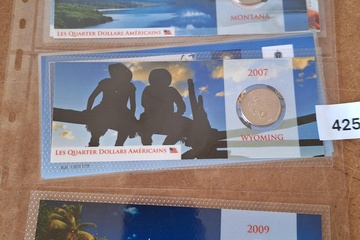 MONTANA
LES QUARTER DOLLARS AMÉRICAINS
2007
WYOMING
LES QUARTER DOLLARS AMÉRICAINS
425
2009